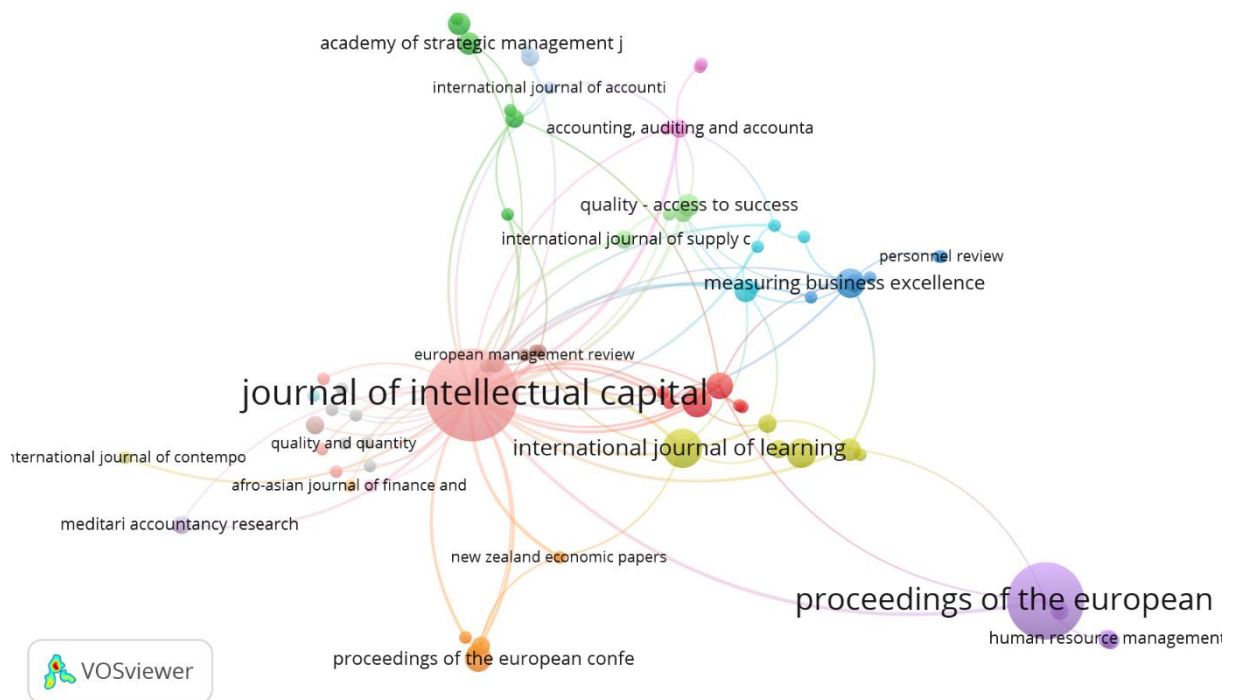 academy of strategic management j
international journal of accounti
accounting, auditing and accounta
quality - access to success
international journal of supply c
personnel review
measuring business excellence
european management review
journal of intellectual capital
quality and quantity
international journal of learning
nternational journal of contempo
afro-asian journal of finance and
meditari accountancy research
new zealand economic papers
proceedings of the european
human resource management
proceedings of the european confe
VOSviewer